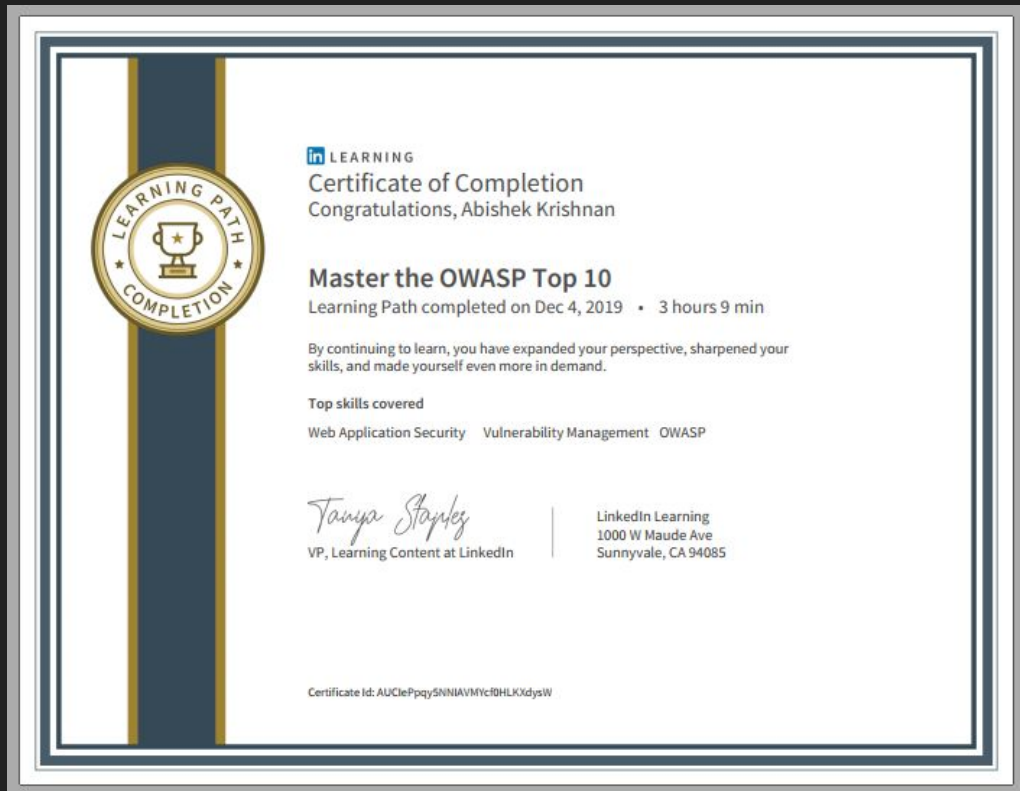 LEARNING PATH
COMPLETION
in LEARNING
Certificate of Completion
Congratulations, Abishek Krishnan
Master the OWASP Top 10
Learning Path completed on Dec 4, 2019 • 3 hours 9 min
By continuing to learn, you have expanded your perspective, sharpened your
skills, and made yourself even more in demand.
Top skills covered
Web Application Security Vulnerability Management OWASP
Tanya Staples
VP, Learning Content at LinkedIn
LinkedIn Learning
1000 W Maude Ave
Sunnyvale, CA 94085
Certificate Id: